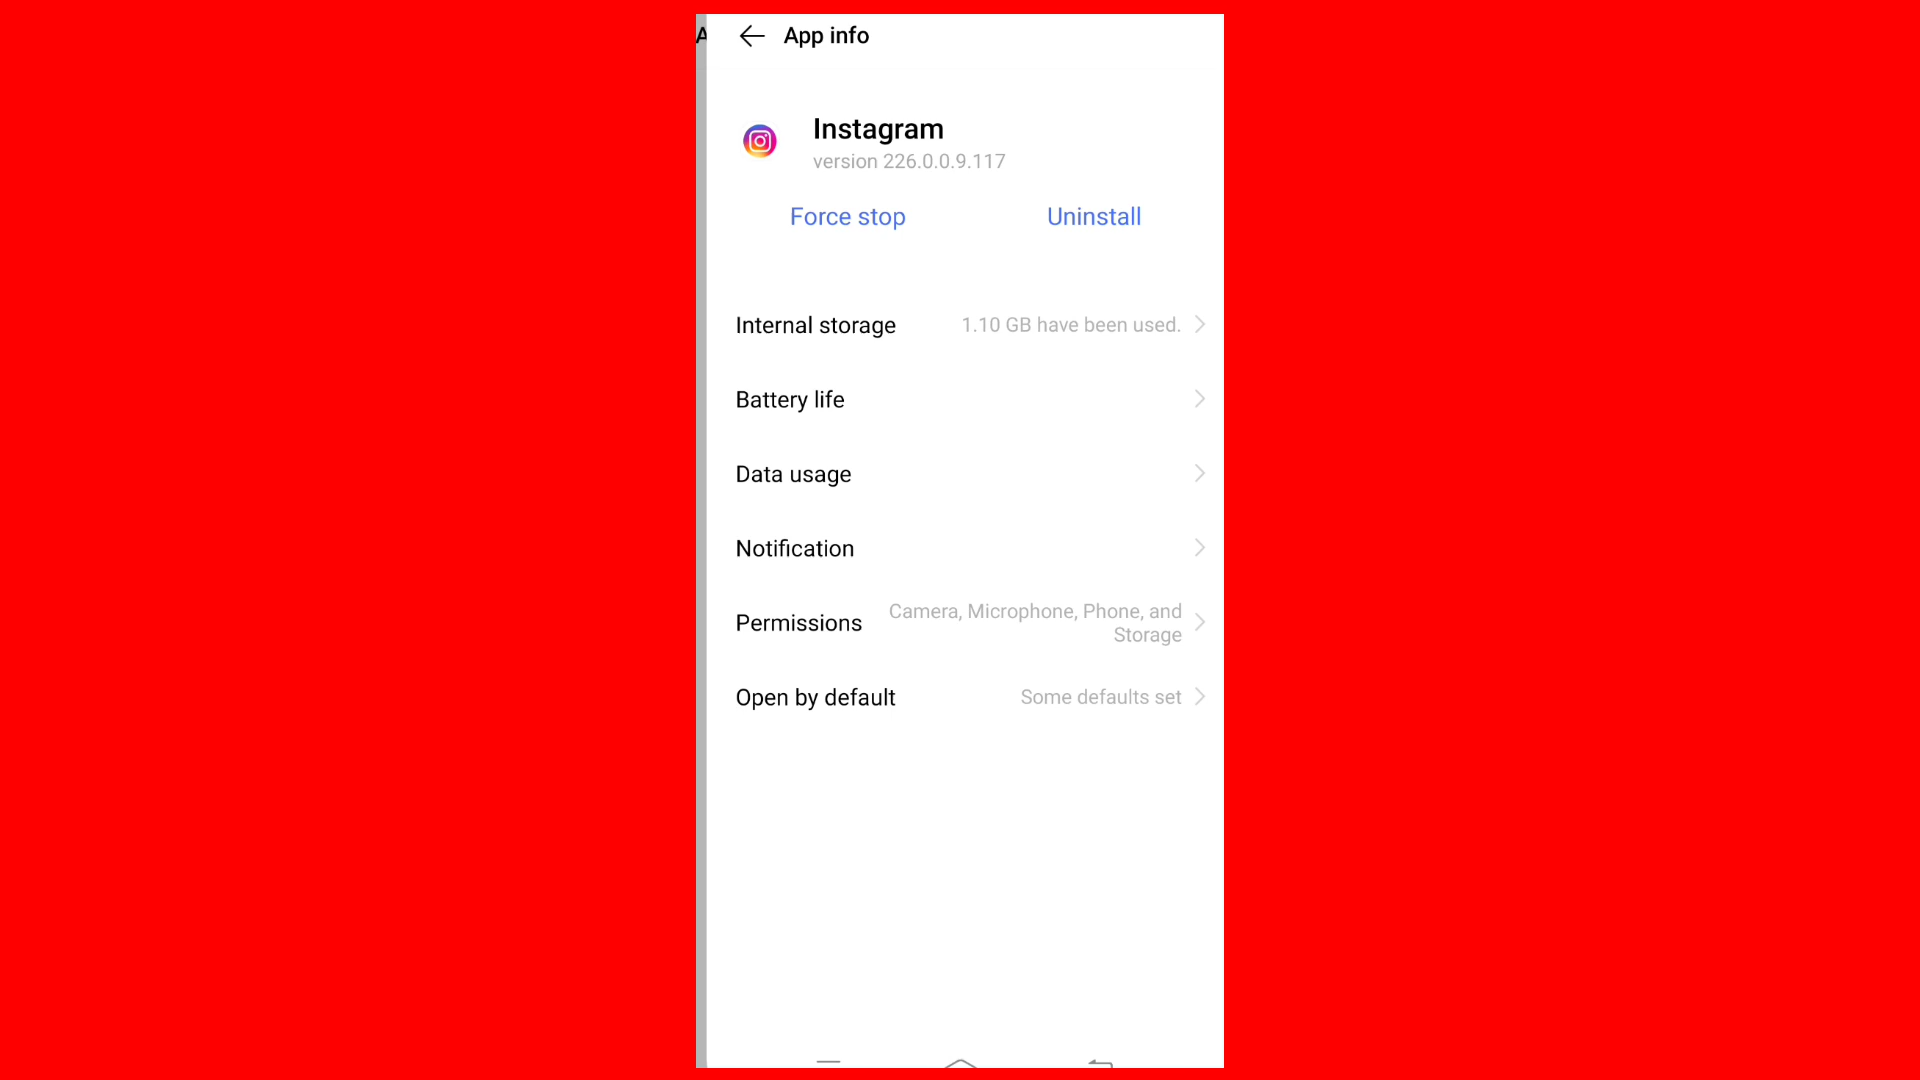 App info
Instagram
version 226.0.0.9.117
Force stop
Uninstall
Internal storage
1.10 GB have been used.
Battery life
Data usage
Notification
Permissions
Camera, Microphone, Phone, and
Storage
Open by default
Some defaults set